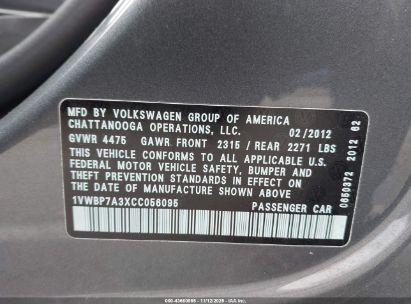 MFD BY VOLKSWAGEN GROUP OF AMERICA
CHATTANOOGA OPERATIONS, LLC. 02/2012
GVWR 4475 GAWR FRONT 2315 / REAR 2271 LBS
THIS VEHICLE CONFORMS TO ALL APPLICABLE U.S.
FEDERAL MOTOR VEHICLE SAFETY, BUMPER AND
THEFT PREVENTION STANDARDS IN EFFECT ON THE
DATE OF MANUFACTURE SHOWN ABOVE
1VWBP7A3XCC056095 PASSENGER CAR
0650372 2012 62